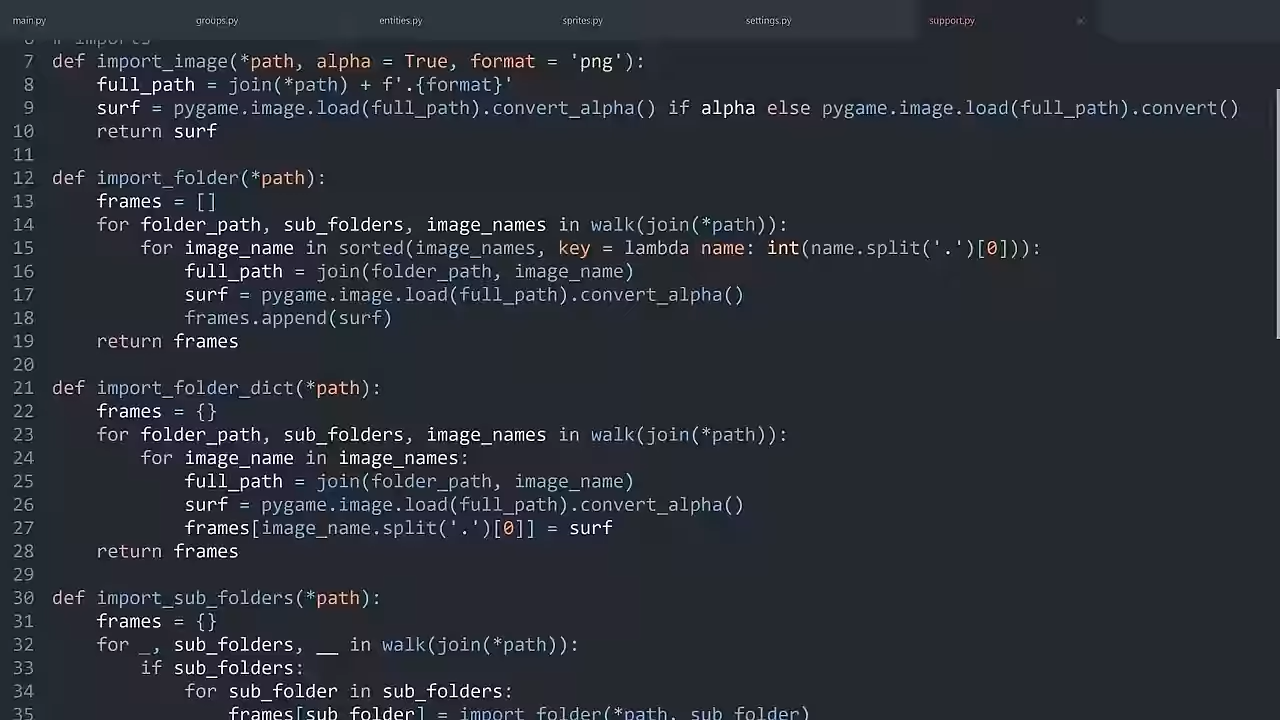 main.py groups.py entities.py sprites.py settings.py support.py ×
6 # imports
7 def import_image(*path, alpha = True, format = 'png'):
8     full_path = join(*path) + f'.{format}'
9     surf = pygame.image.load(full_path).convert_alpha() if alpha else pygame.image.load(full_path).convert()
10     return surf
11
12 def import_folder(*path):
13     frames = []
14     for folder_path, sub_folders, image_names in walk(join(*path)):
15         for image_name in sorted(image_names, key = lambda name: int(name.split('.')[0])):
16             full_path = join(folder_path, image_name)
17             surf = pygame.image.load(full_path).convert_alpha()
18             frames.append(surf)
19     return frames
20
21 def import_folder_dict(*path):
22     frames = {}
23     for folder_path, sub_folders, image_names in walk(join(*path)):
24         for image_name in image_names:
25             full_path = join(folder_path, image_name)
26             surf = pygame.image.load(full_path).convert_alpha()
27             frames[image_name.split('.')[0]] = surf
28     return frames
29
30 def import_sub_folders(*path):
31     frames = {}
32     for _, sub_folders, __ in walk(join(*path)):
33         if sub_folders:
34             for sub_folder in sub_folders:
35                 frames[sub_folder] = import_folder(*path, sub_folder)